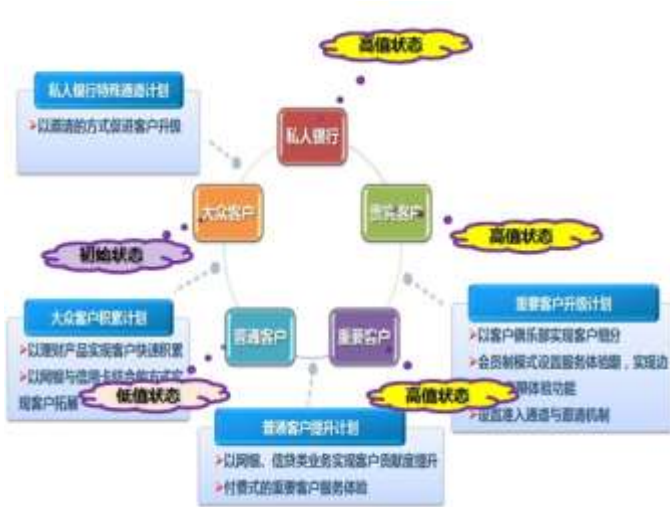 高值状态
私人银行特殊通道计划
以邀请的方式促进客户升级
私人银行
大众客户
贵宾客户
初始状态
高值状态
大众客户积累计划
以理财产品实现客户快速积累
以网银与信用卡结合的方式实
现客户拓展
普通客户
重要客户
低值状态
高值状态
重要客户升级计划
以客户俱乐部实现客户细分
会员制模式设置服务体验期，实现边
限体验功能
设置准入通道与邀请机制
普通客户提升计划
以网银、信贷类业务实现客户贡献度提升
付费式的重要客户服务体验